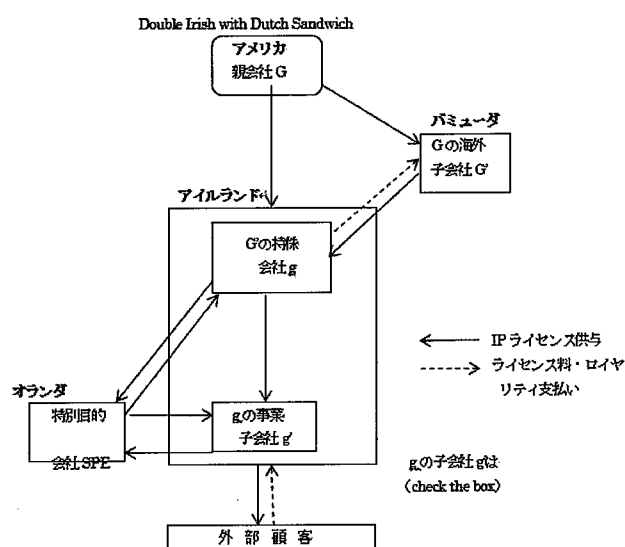 Double Irish with Dutch Sandwich
アメリカ
親会社 G
バミューダ
G の海外
子会社 G'
アイルランド
G'の持株
会社 g
IP ライセンス供与
ライセンス料・ロイヤ
リティ支払い
オランダ
特別目的
会社 SPE
g の事業
子会社 g'
g の子会社 g'は
(check the box)
外 部 顧 客